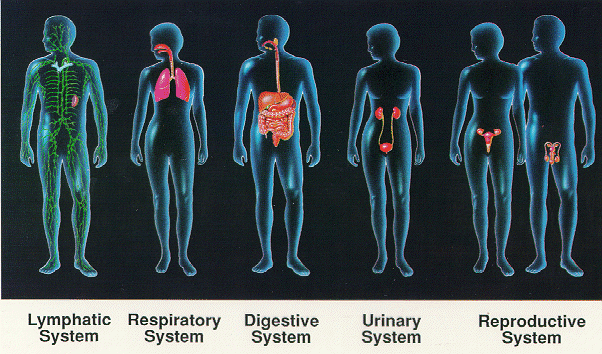 Lymphatic System
Respiratory System
Digestive System
Urinary System
Reproductive System